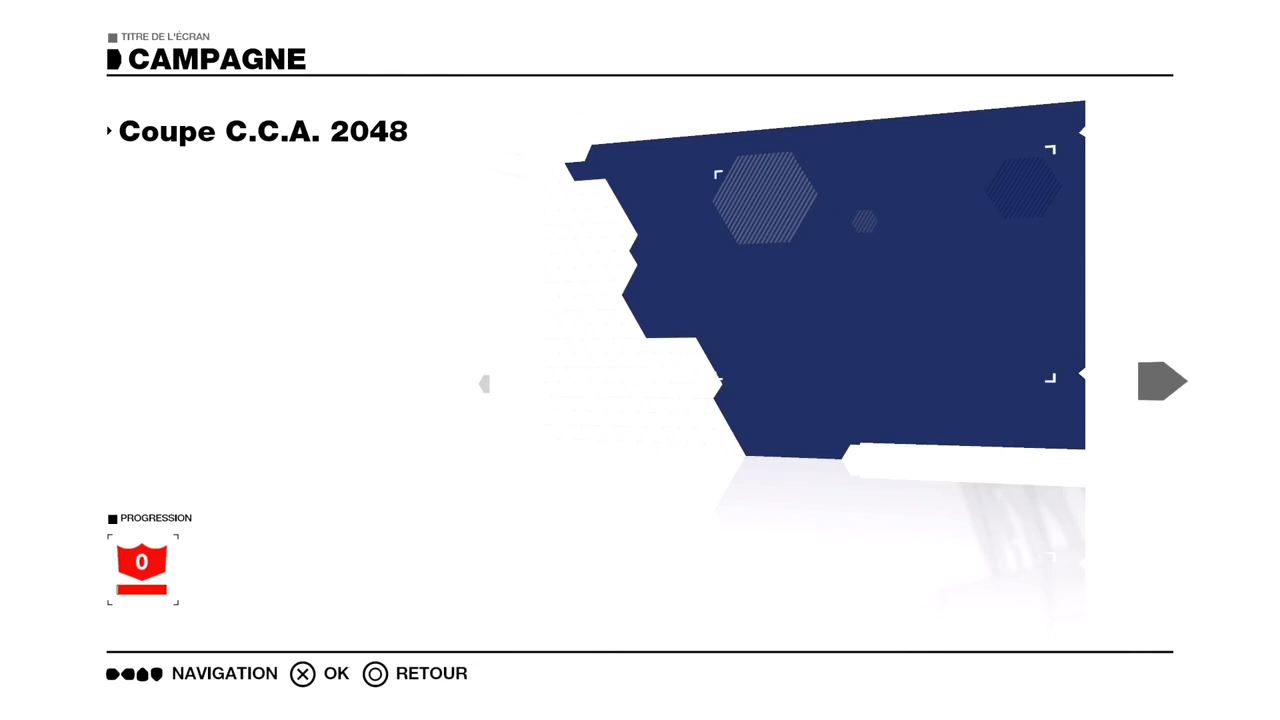 TITRE DE L'ÉCRAN
CAMPAGNE
Coupe C.C.A. 2048
PROGRESSION
0
NAVIGATION OK RETOUR